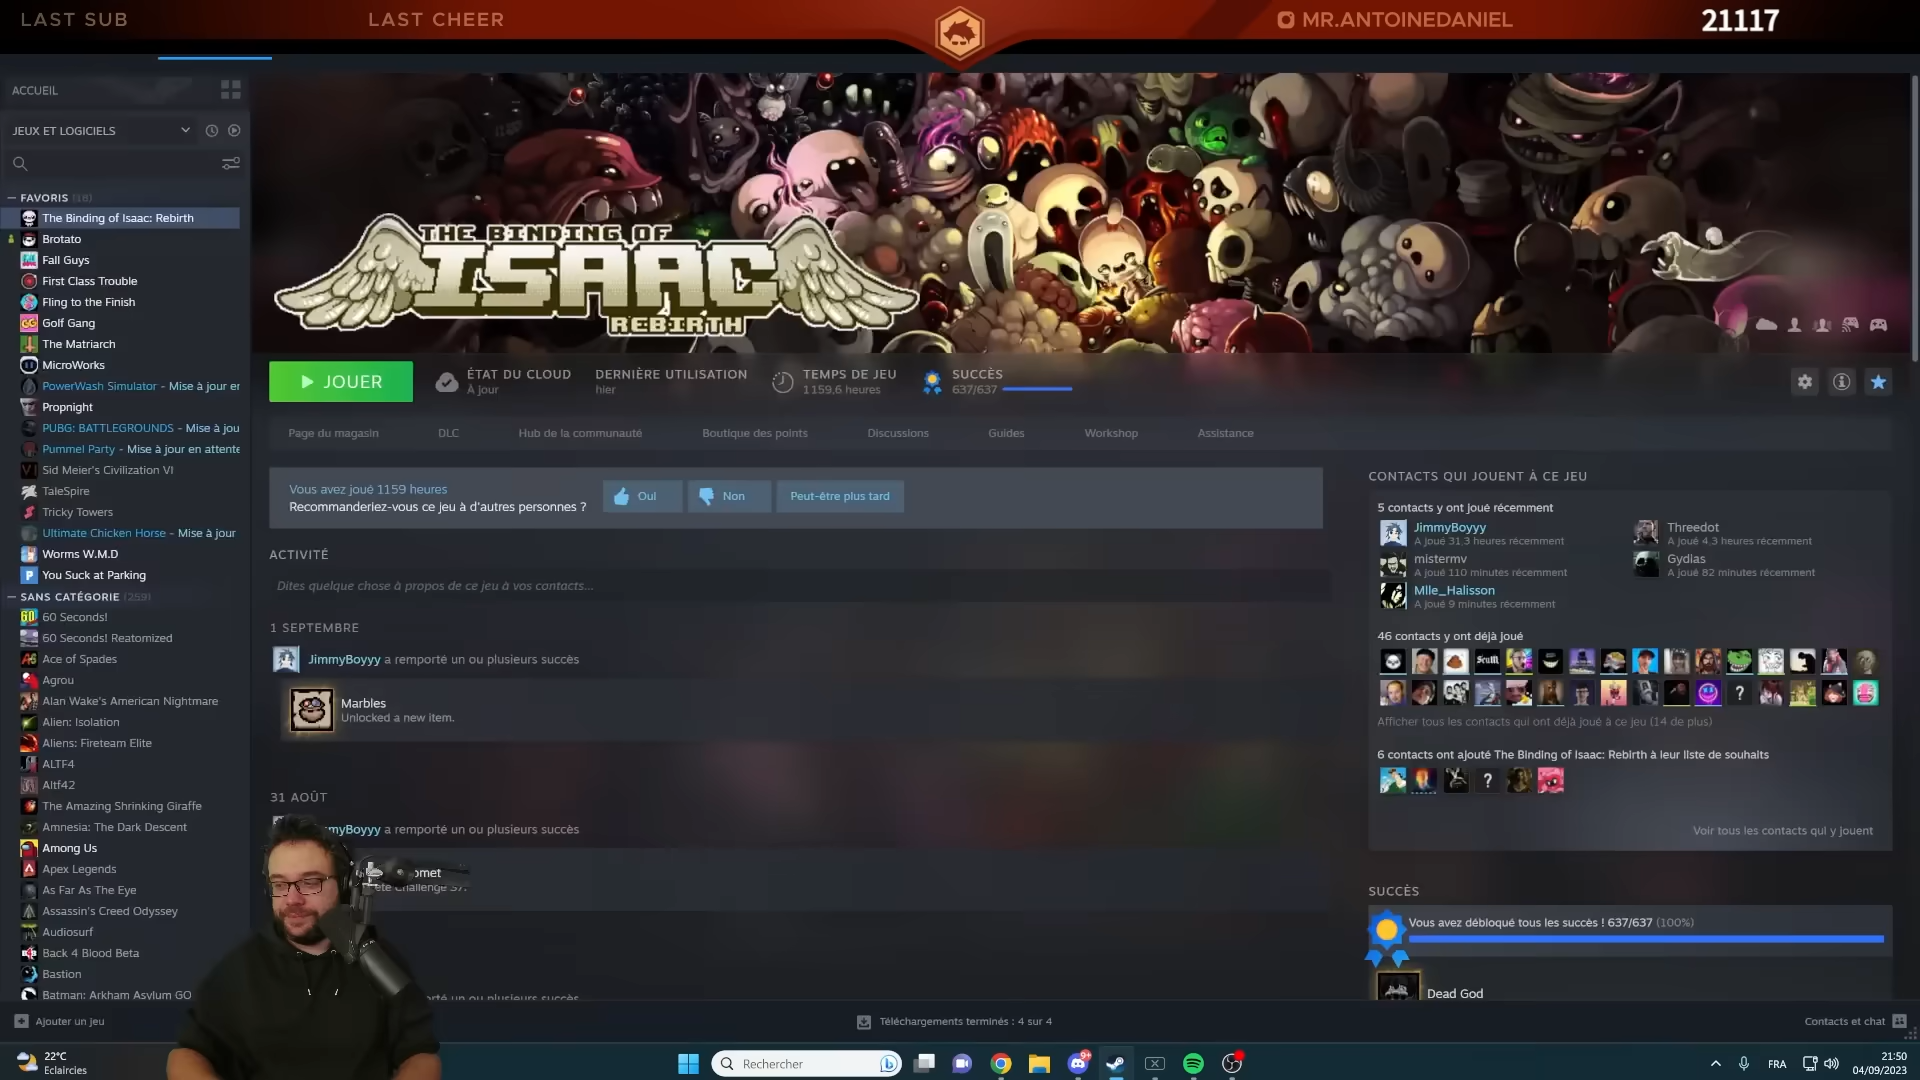 LAST SUB
LAST CHEER
MR.ANTOINEDANIEL
21117
ACCUEIL
JEUX ET LOGICIELS
— FAVORIS (18)
The Binding of Isaac: Rebirth
Brotato
Fall Guys
First Class Trouble
Fling to the Finish
Golf Gang
The Matriarch
MicroWorks
PowerWash Simulator - Mise à jour er
Propnight
PUBG: BATTLEGROUNDS - Mise à jou
Pummel Party - Mise à jour en attente
Sid Meier's Civilization VI
TaleSpire
Tricky Towers
Ultimate Chicken Horse - Mise à jour
Worms W.M.D
You Suck at Parking
— SANS CATÉGORIE (259)
60 Seconds!
60 Seconds! Reatomized
Ace of Spades
Agrou
Alan Wake's American Nightmare
Alien: Isolation
Aliens: Fireteam Elite
ALTF4
Altf42
The Amazing Shrinking Giraffe
Amnesia: The Dark Descent
Among Us
Apex Legends
As Far As The Eye
Assassin's Creed Odyssey
Audiosurf
Back 4 Blood Beta
Bastion
Batman: Arkham Asylum GO
Ajouter un jeu
THE BINDING OF
ISAAC
REBIRTH
JOUER
ÉTAT DU CLOUD
À jour
DERNIÈRE UTILISATION
hier
TEMPS DE JEU
1159,6 heures
SUCCÈS
637/637
Page du magasin
DLC
Hub de la communauté
Boutique des points
Discussions
Guides
Workshop
Assistance
Vous avez joué 1159 heures
Recommanderiez-vous ce jeu à d'autres personnes ?
Oui
Non
Peut-être plus tard
ACTIVITÉ
Dites quelque chose à propos de ce jeu à vos contacts...
1 SEPTEMBRE
JimmyBoyyy a remporté un ou plusieurs succès
Marbles
Unlocked a new item.
31 AOÛT
myBoyyy a remporté un ou plusieurs succès
omet
ete Challenge 37.
orté un ou plusieurs succès
CONTACTS QUI JOUENT À CE JEU
5 contacts y ont joué récemment
JimmyBoyyy
A joué 31.3 heures récemment
Threedot
A joué 4.3 heures récemment
mistermv
A joué 110 minutes récemment
Gydias
A joué 82 minutes récemment
Mlle_Halisson
A joué 9 minutes récemment
46 contacts y ont déjà joué
Afficher tous les contacts qui ont déjà joué à ce jeu (14 de plus)
6 contacts ont ajouté The Binding of Isaac: Rebirth à leur liste de souhaits
Voir tous les contacts qui y jouent
SUCCÈS
Vous avez débloqué tous les succès ! 637/637 (100%)
Dead God
Téléchargements terminés : 4 sur 4
Contacts et chat
22°C
Eclaircies
Rechercher
FRA
21:50
04/09/2023